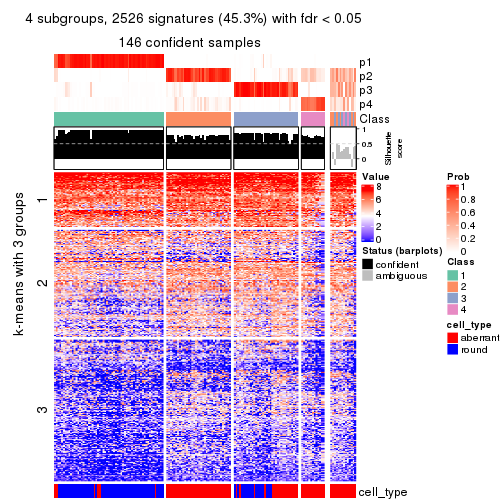 4 subgroups, 2526 signatures (45.3%) with fdr < 0.05
146 confident samples
p1
p2
p3
p4
Class
1
0.5
0
Silhouette
score
k-means with 3 groups
1
2
3
cell_type
Value
8
6
4
2
0
Status (barplots)
confident
ambiguous
Prob
1
0.8
0.6
0.4
0.2
0
Class
1
2
3
4
cell_type
aberrant
round